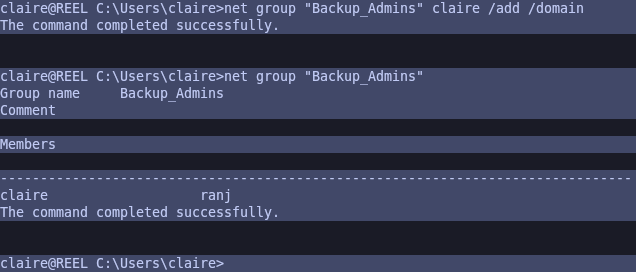 claire@REEL C:\Users\claire>net group "Backup_Admins" claire /add /domain
The command completed successfully.
claire@REEL C:\Users\claire>net group "Backup_Admins"
Group name     Backup_Admins
Comment
Members
-------------------------------------------------------------------------------
claire                   ranj
The command completed successfully.
claire@REEL C:\Users\claire>